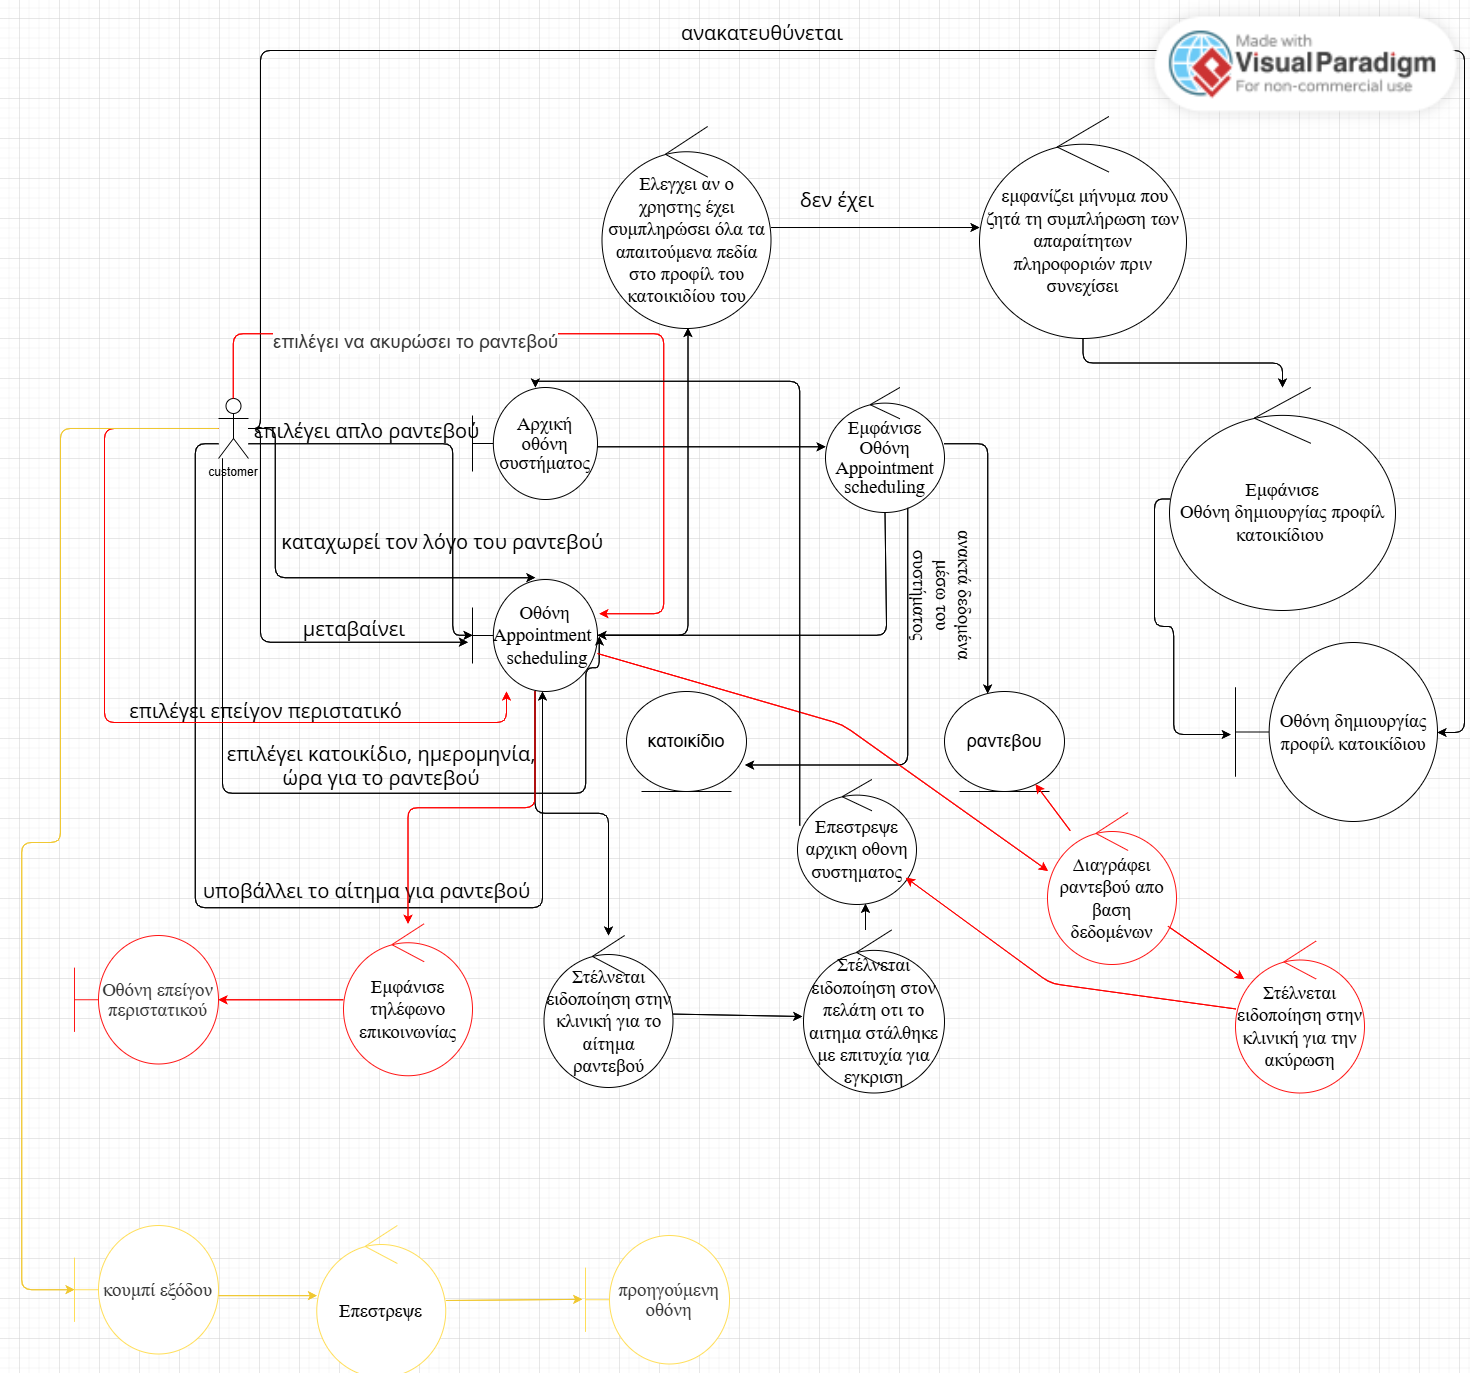 ανακατευθύνεται
Made with
VisualParadigm
For non-commercial use
Ελεγχει αν ο
χρηστης έχει
συμπληρώσει όλα τα
απαιτούμενα πεδία
στο προφίλ του
κατοικιδίου του
δεν έχει
εμφανίζει μήνυμα που
ζητά τη συμπλήρωση των
απαραίτητων
πληροφοριών πριν
συνεχίσει
επιλέγει να ακυρώσει το ραντεβού
customer
επιλέγει απλο ραντεβού
Αρχική
οθόνη
συστήματος
Εμφάνισε
Οθόνη
Appointment
scheduling
Εμφάνισε
Οθόνη δημιουργίας προφίλ
κατοικίδιου
καταχωρεί τον λόγο του ραντεβού
ανακτά δεδομένα
μέσω του
συστήματος
Οθόνη
Appointment
scheduling
μεταβαίνει
επιλέγει επείγον περιστατικό
επιλέγει κατοικίδιο, ημερομηνία,
ώρα για το ραντεβού
κατοικίδιο
ραντεβου
Οθόνη δημιουργίας
προφίλ κατοικίδιου
Επεστρεψε
αρχικη οθονη
συστηματος
Διαγράφει
ραντεβού απο
βαση
δεδομένων
υποβάλλει το αίτημα για ραντεβού
Οθόνη επείγον
περιστατικού
Εμφάνισε
τηλέφωνο
επικοινωνίας
Στέλνεται
ειδοποίηση στην
κλινική για το
αίτημα
ραντεβού
Στέλνεται
ειδοποίηση στον
πελάτη οτι το
αιτημα στάλθηκε
με επιτυχία για
εγκριση
Στέλνεται
ειδοποίηση στην
κλινική για την
ακύρωση
κουμπί εξόδου
Επεστρεψε
προηγούμενη
οθόνη